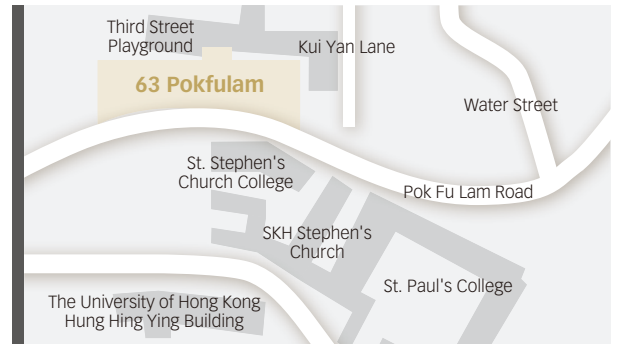 Third Street
Playground
Kui Yan Lane
63 Pokfulam
Water Street
St. Stephen's
Church College
Pok Fu Lam Road
SKH Stephen's
Church
St. Paul's College
The University of Hong Kong
Hung Hing Ying Building